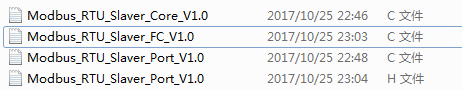 Modbus_RTU_Slaver_Core_V1.0 2017/10/25 22:46 C 文件
Modbus_RTU_Slaver_FC_V1.0 2017/10/25 23:03 C 文件
Modbus_RTU_Slaver_Port_V1.0 2017/10/25 22:48 C 文件
Modbus_RTU_Slaver_Port_V1.0 2017/10/25 23:04 H 文件